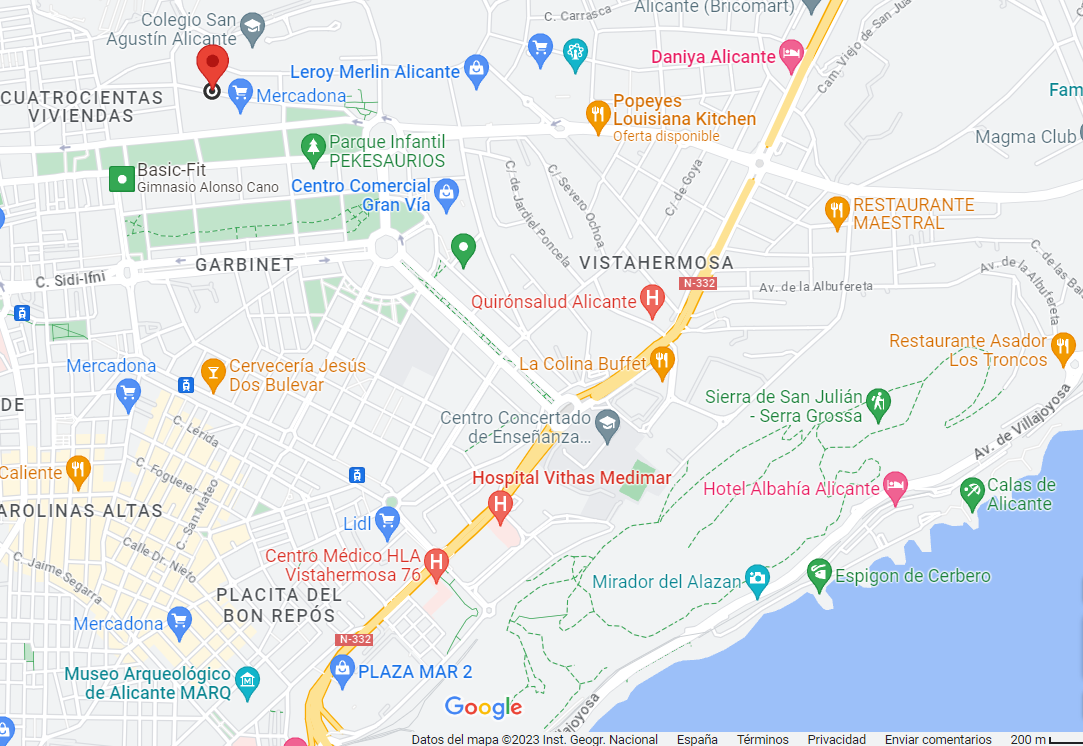 C. Carrasca
Alicante (Bricomart)
Colegio San
Agustín Alicante
Cam. Viejo de San Jua
Daniya Alicante
Leroy Merlin Alicante
CUATROCIENTAS
VIVIENDAS
Mercadona
Popeyes
Louisiana Kitchen
Oferta disponible
Fam
Magma Club
Parque Infantil
PEKESAURIOS
Basic-Fit
Gimnasio Alonso Cano
Centro Comercial
Gran Vía
C/ de Jardiel Poncela
C/ Severo Ochoa
C/ de Goya
RESTAURANTE
MAESTRAL
GARBINET
C. Sidi-Ifni
VISTAHERMOSA
N-332
Av. de la Albufereta
Av. de la Albufereta
C. de las Ba
Quirónsalud Alicante
Restaurante Asador
Los Troncos
La Colina Buffet
Mercadona
Cervecería Jesús
Dos Bulevar
DE
Sierra de San Julián
- Serra Grossa
Av. de Villajoyosa
Centro Concertado
de Enseñanza...
C. Lérida
C. Foguerer
C. San Mateo
Caliente
Hospital Vithas Medimar
Hotel Albahía Alicante
Calas de
Alicante
AROLINAS ALTAS
Lidl
Calle Dr. Nieto
C. Jaime Segarra
Centro Médico HLA
Vistahermosa 76
Mirador del Alazan
Espigon de Cerbero
PLACITA DEL
BON REPÓS
Mercadona
N-332
Museo Arqueológico
de Alicante MARQ
PLAZA MAR 2
Google
llajoyosa
Datos del mapa ©2023 Inst. Geogr. Nacional España Términos Privacidad Enviar comentarios 200 m